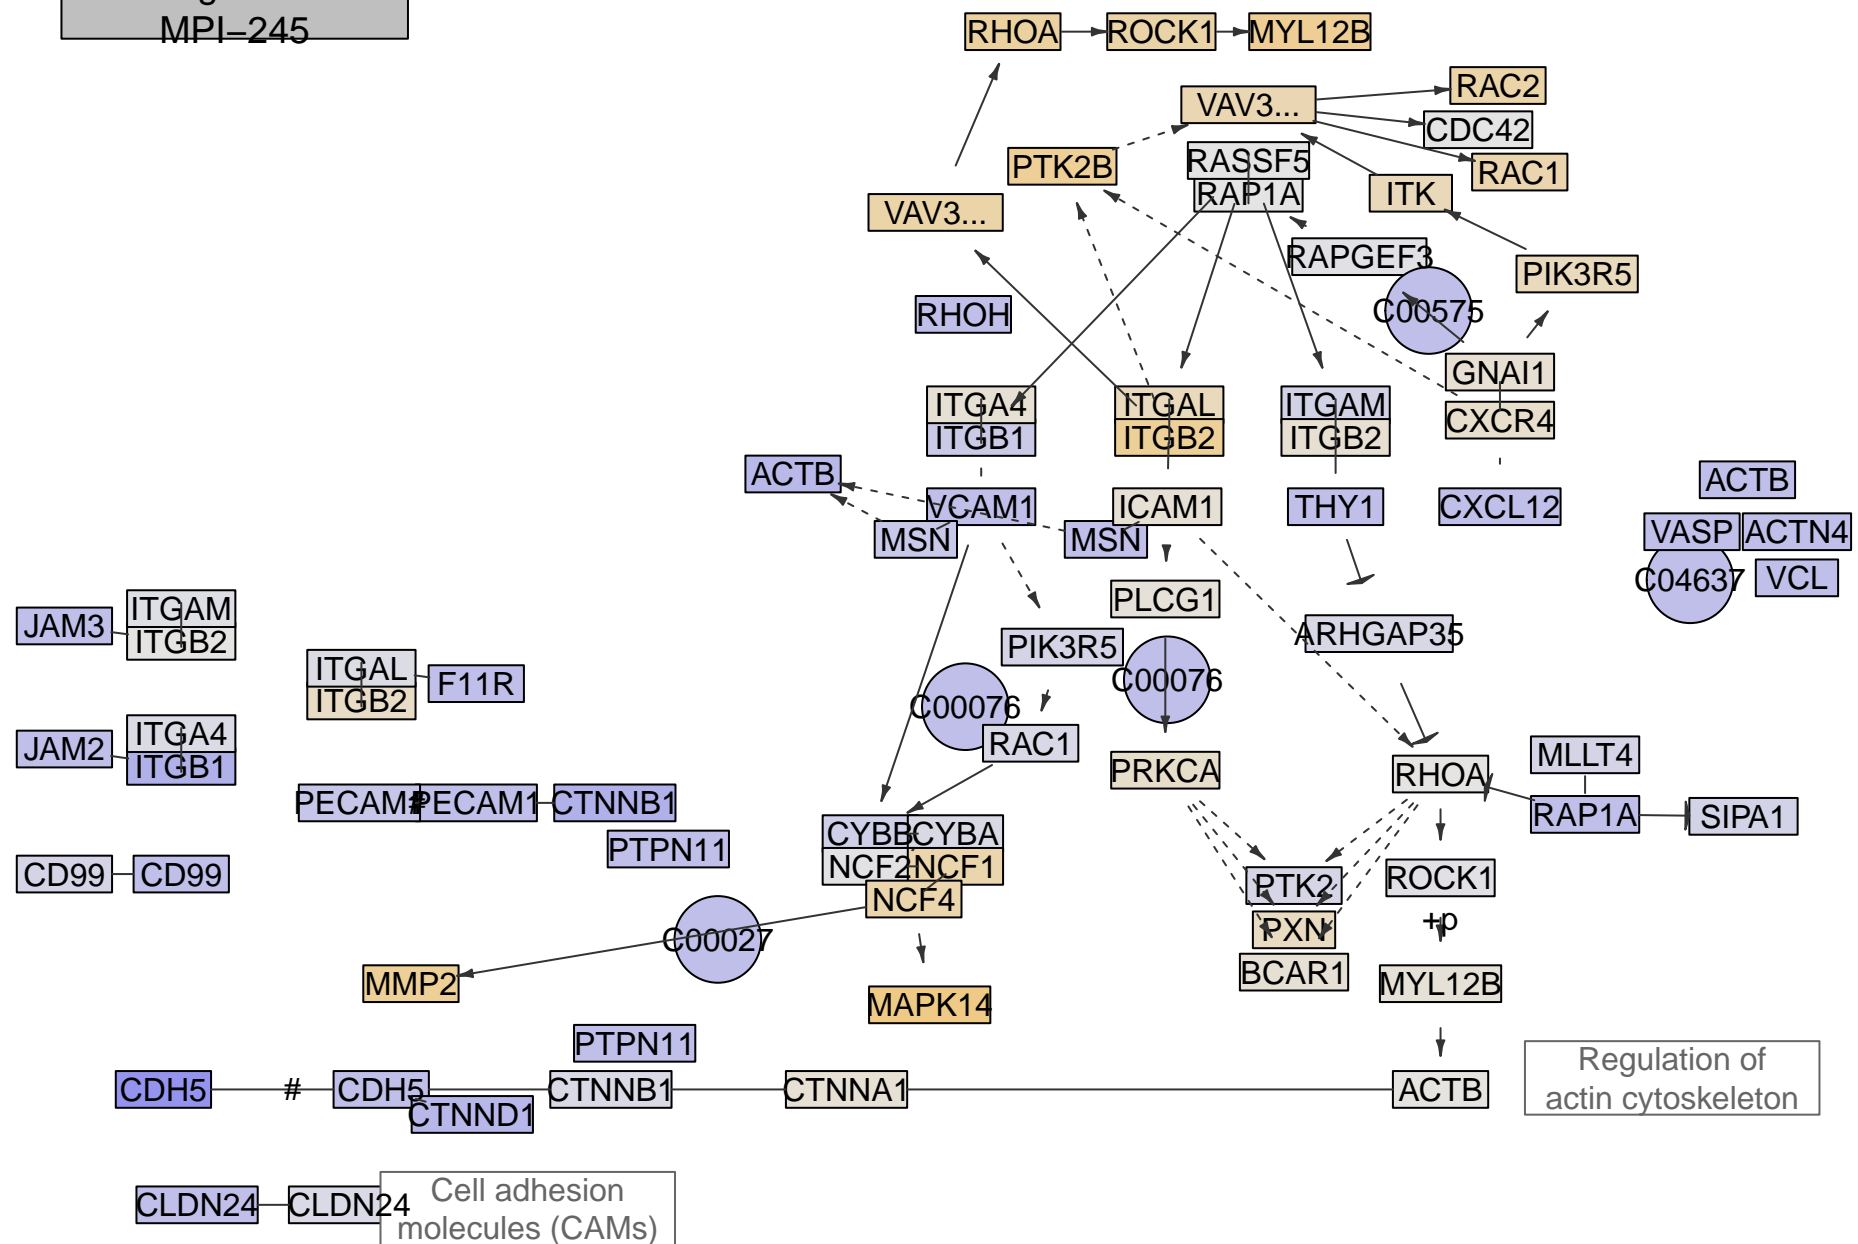 MPI−245
RHOA
ROCK1
MYL12B
RAC2
VAV3...
CDC42
RASSF5
PTK2B
RAC1
RAP1A
ITK
VAV3...
RAPGEF3
PIK3R5
C00575
RHOH
GNAI1
ITGA4
ITGAL
ITGAM
CXCR4
ITGB1
ITGB2
ITGB2
ACTB
ACTB
VCAM1
ICAM1
THY1
CXCL12
MSN
MSN
VASP
ACTN4
C04637
VCL
PLCG1
JAM3
ITGAM
ITGB2
ARHGAP35
PIK3R5
ITGAL
ITGB2
F11R
C00076
C00076
RAC1
JAM2
ITGA4
ITGB1
PRKCA
RHOA
MLLT4
PECAM1
#
PECAM1
CTNNB1
RAP1A
SIPA1
CYBB
CYBA
PTPN11
NCF2
NCF1
CD99
CD99
PTK2
ROCK1
NCF4
+p
PXN
C00027
BCAR1
MMP2
MYL12B
MAPK14
PTPN11
CDH5
#
CDH5
CTNNB1
CTNNA1
ACTB
Regulation of
actin cytoskeleton
CTNND1
CLDN24
CLDN24
Cell adhesion
molecules (CAMs)